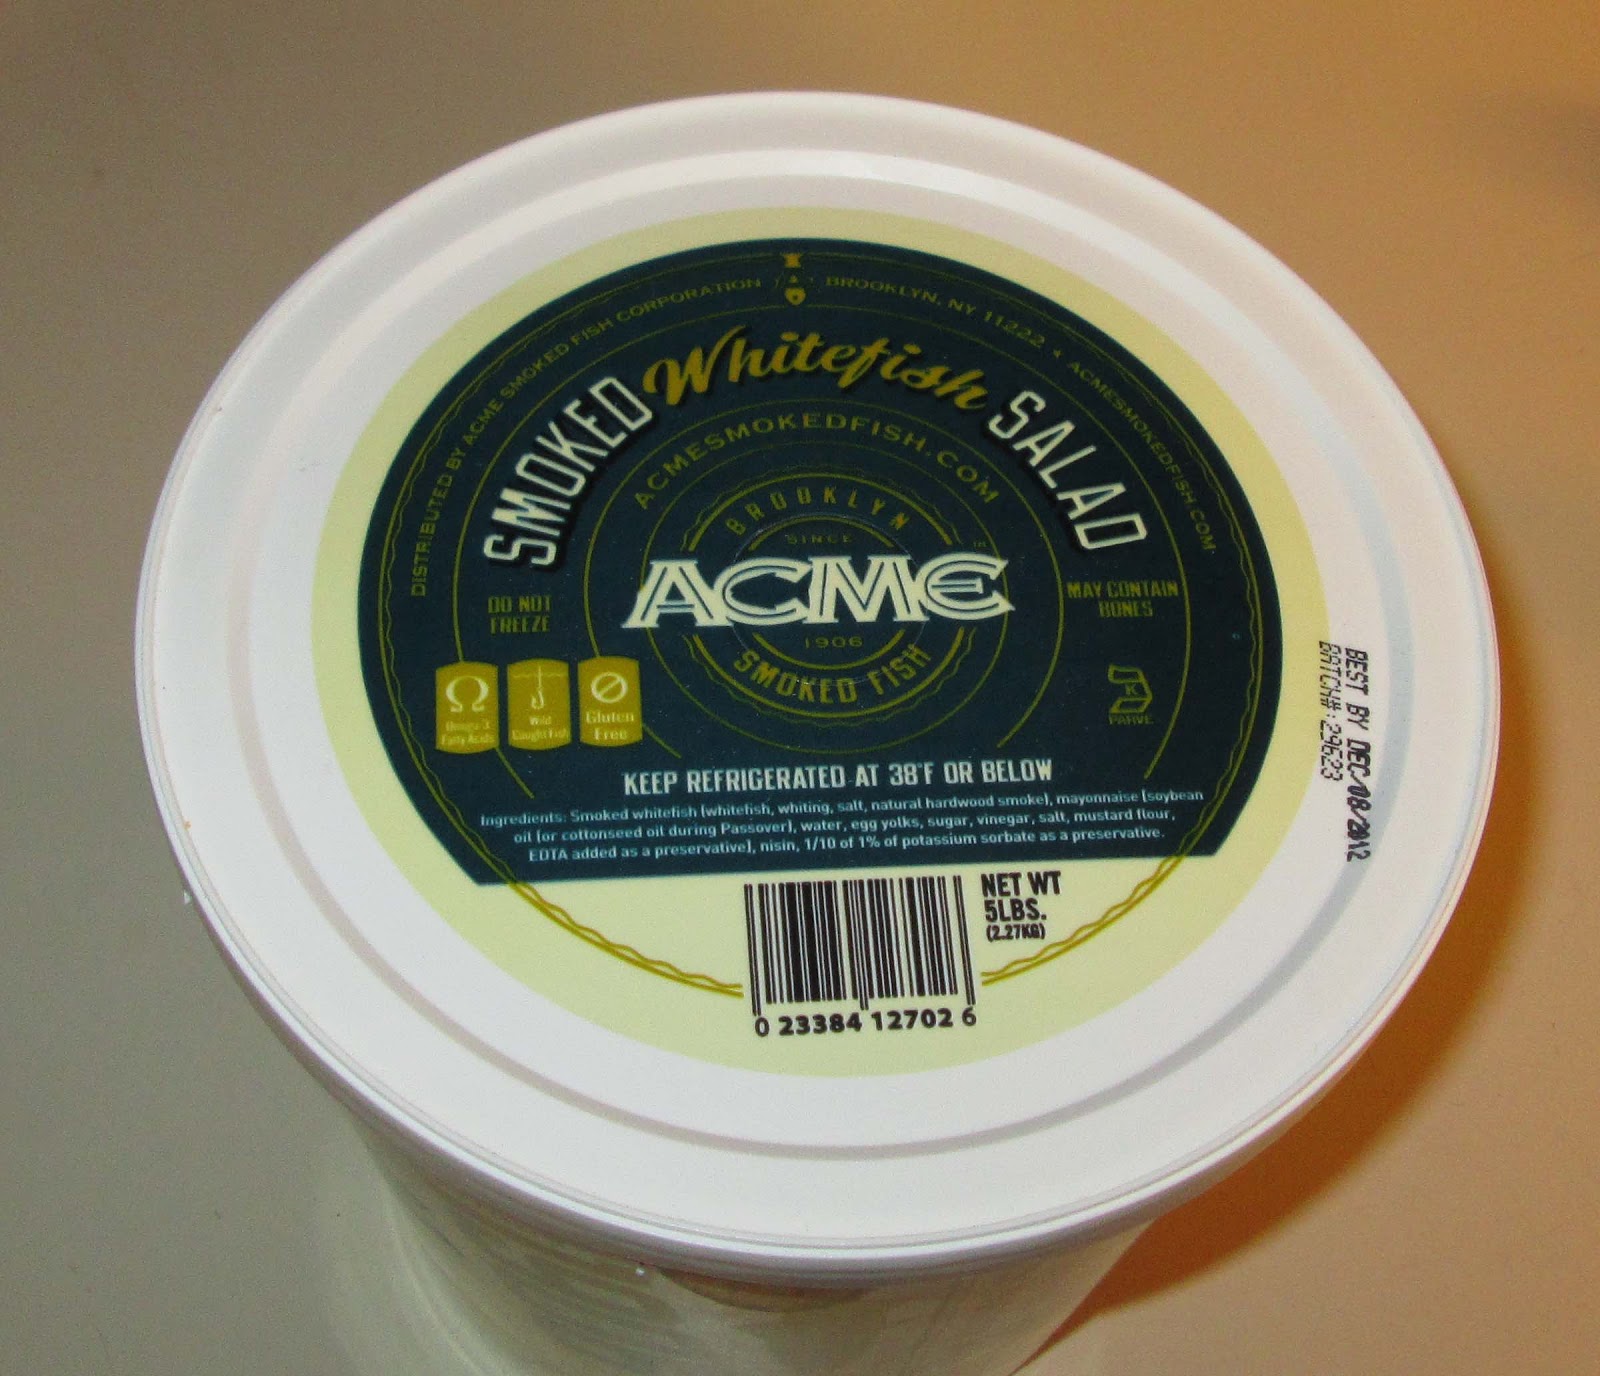 DISTRIBUTED BY ACME SMOKED FISH CORPORATION BROOKLYN, NY 11222 ★ ACMESMOKEDFISH.COM
SMOKED Whitefish SALAD
ACMESMOKEDFISH.COM
BROOKLYN
SINCE
ACME
TM
1906
SMOKED FISH
DO NOT
FREEZE
MAY CONTAIN
BONES
Ω
Omega-3
Fatty Acids
Wild
Caught Fish
Gluten
Free
K
PARVE
KEEP REFRIGERATED AT 38°F OR BELOW
Ingredients: Smoked whitefish (whitefish, whiting, salt, natural hardwood smoke), mayonnaise (soybean
oil (or cottonseed oil during Passover), water, egg yolks, sugar, vinegar, salt, mustard flour,
EDTA added as a preservative), nisin, 1/10 of 1% of potassium sorbate as a preservative.
NET WT
5LBS.
(2.27KG)
0 23384 12702 6
BEST BY DEC/08/2012
BATCH#:29623